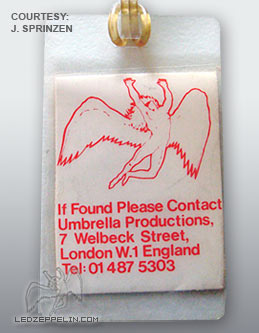 COURTESY:
J. SPRINZEN
If Found Please Contact
Umbrella Productions,
7 Welbeck Street,
London W.1 England
Tel: 01 487 5303
LEDZEPPELIN.COM